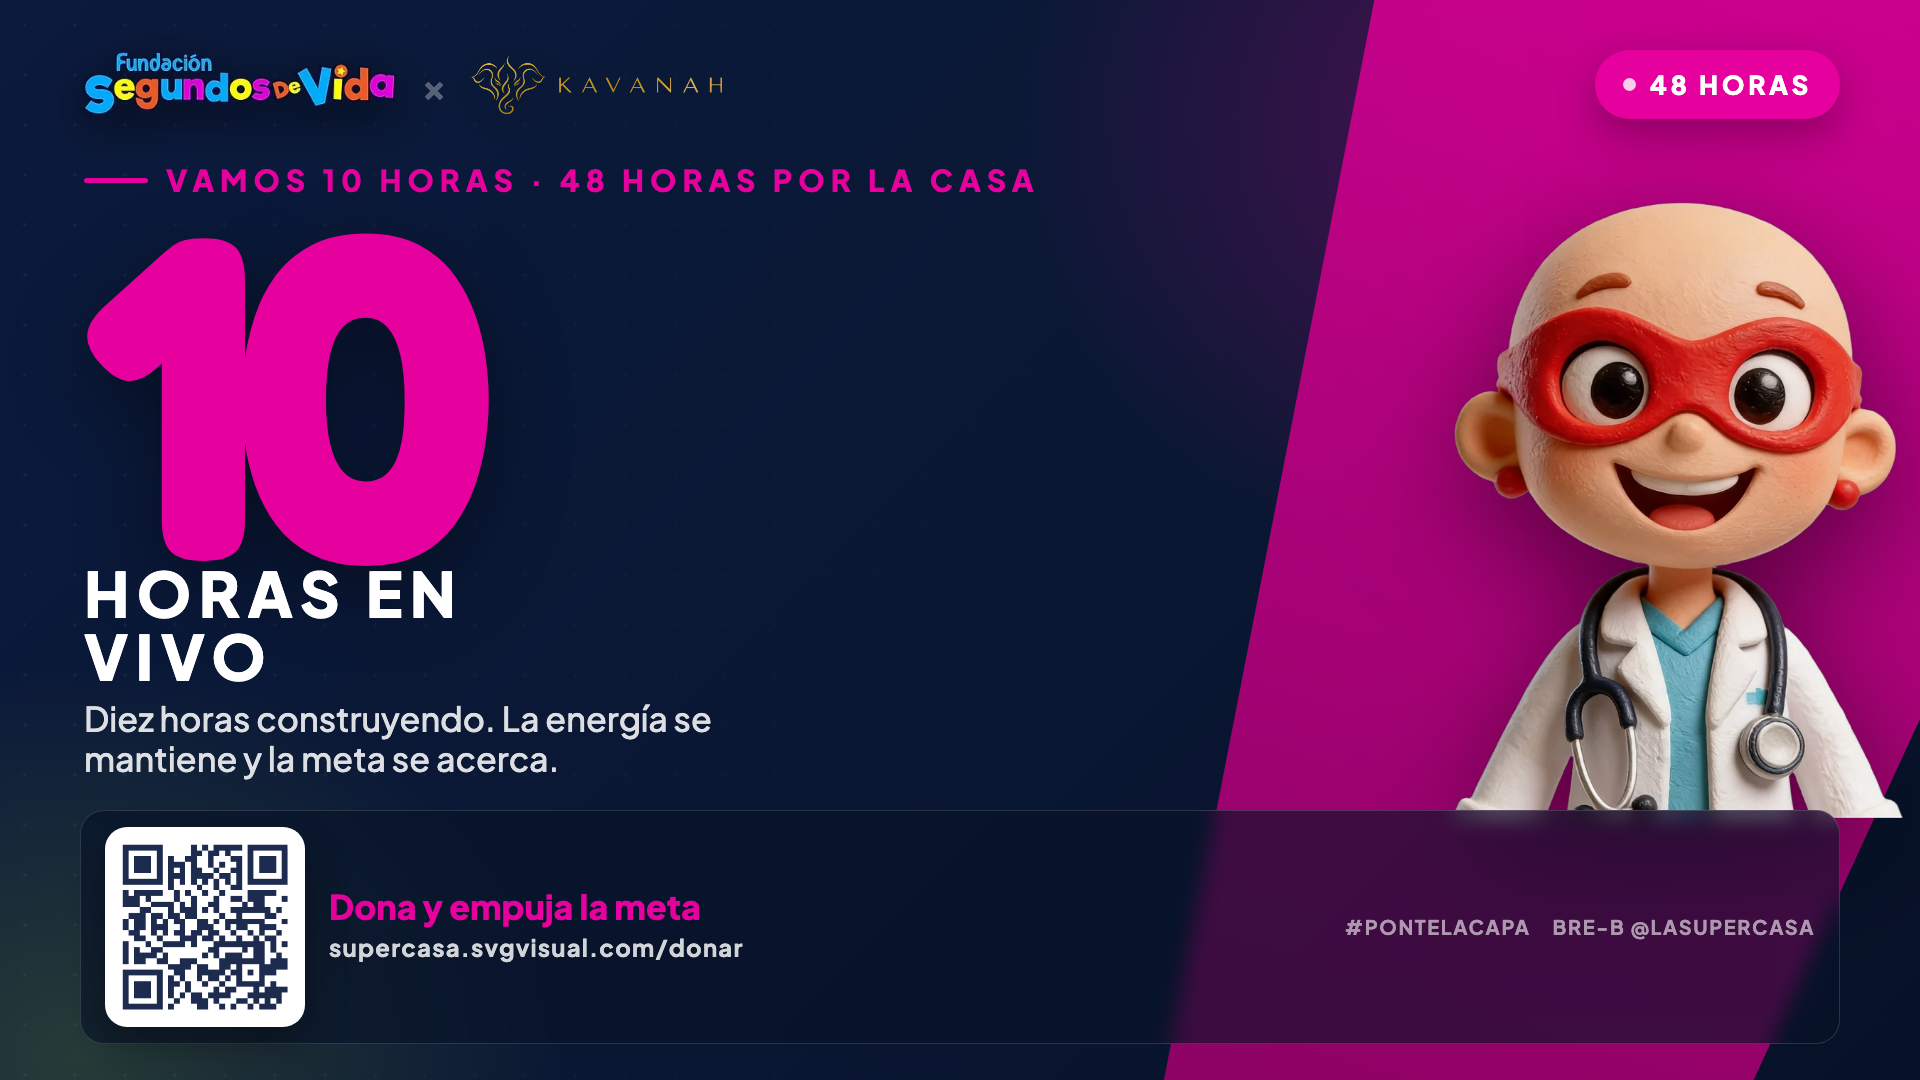 Fundación
Segundos DE Vida × KAVANAH
48 HORAS
VAMOS 10 HORAS · 48 HORAS POR LA CASA
10
HORAS EN
VIVO
Diez horas construyendo. La energía se
mantiene y la meta se acerca.
Dona y empuja la meta
supercasa.svgvisual.com/donar
#PONTELACAPA BRE-B @LASUPERCASA